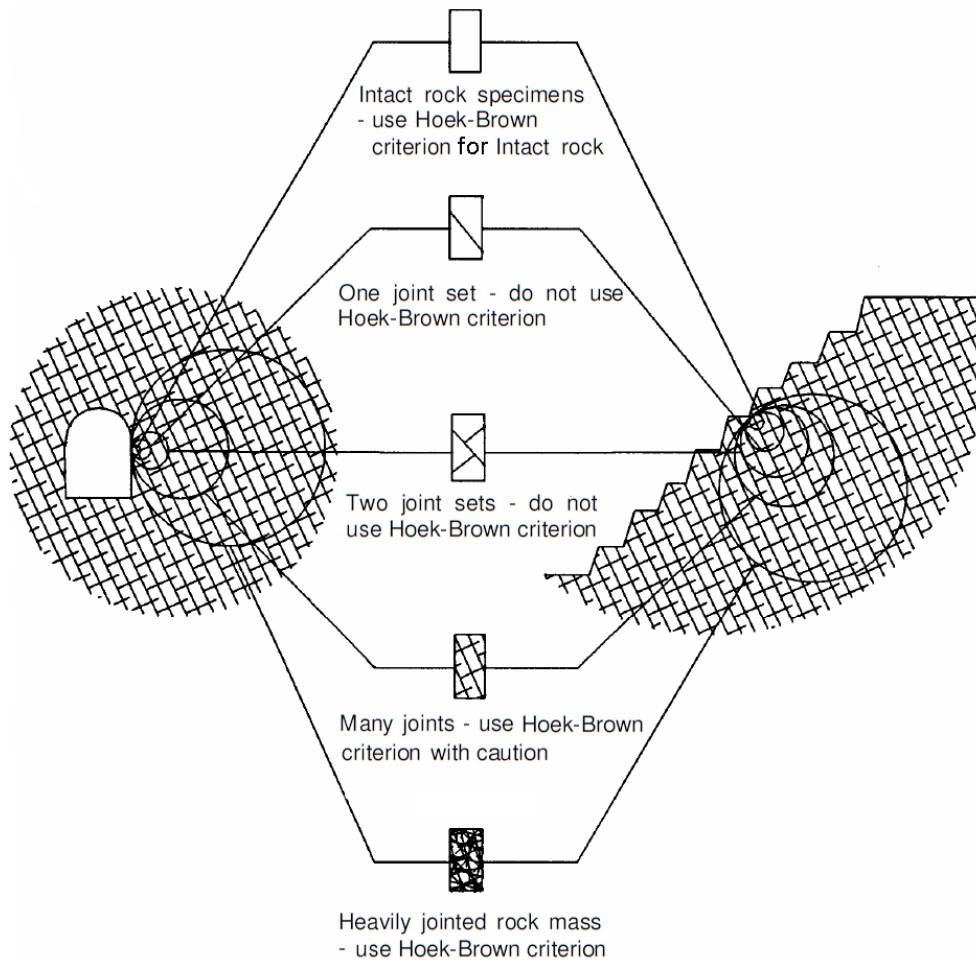 Intact rock specimens
- use Hoek-Brown
criterion for Intact rock
One joint set - do not use
Hoek-Brown criterion
Two joint sets - do not
use Hoek-Brown criterion
Many joints - use Hoek-Brown
criterion with caution
Heavily jointed rock mass
- use Hoek-Brown criterion